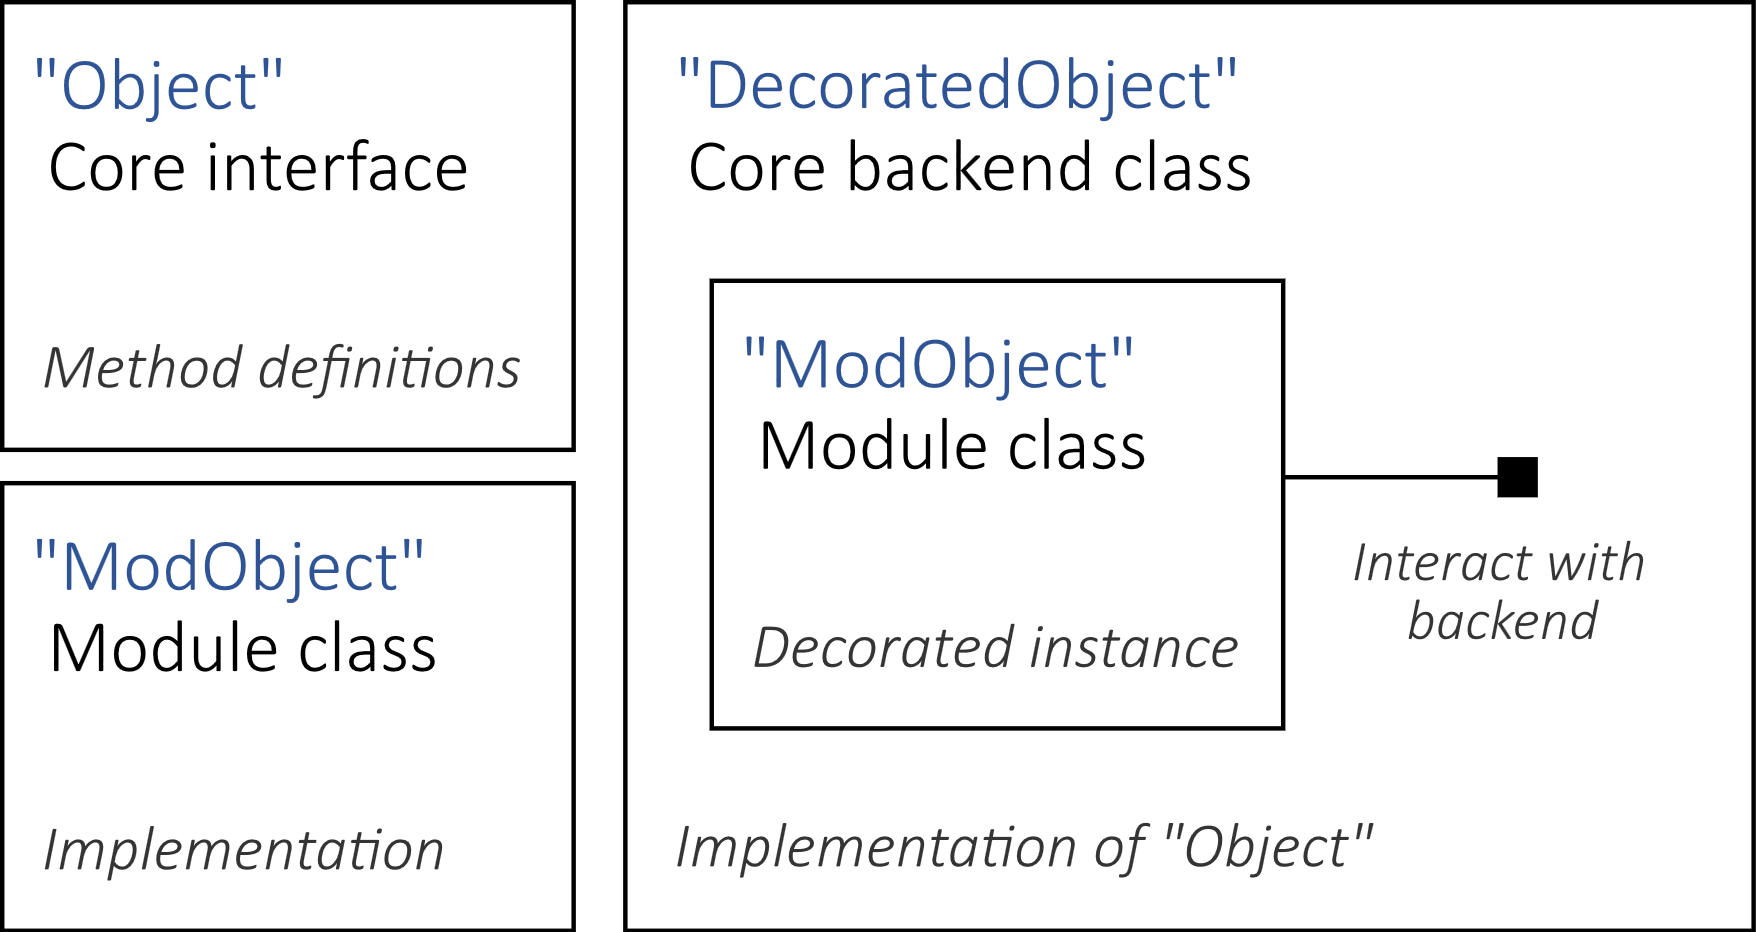 "Object"
Core interface
Method definitions
"ModObject"
Module class
Implementation
"DecoratedObject"
Core backend class
"ModObject"
Module class
Decorated instance
Interact with
backend
Implementation of "Object"